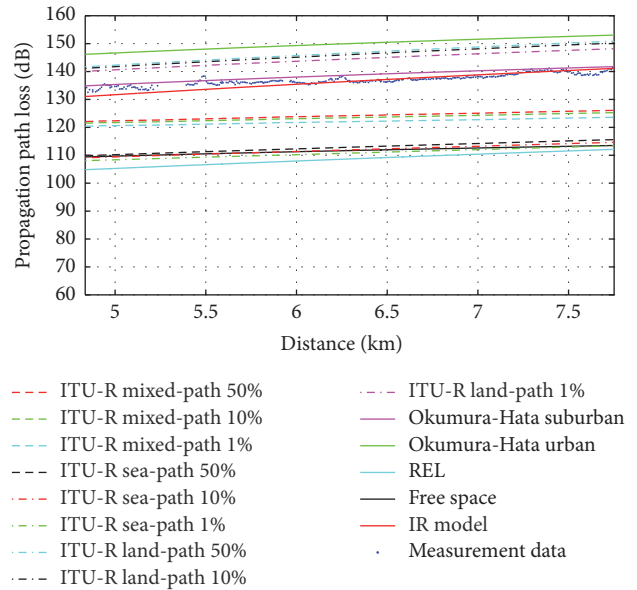 Propagation path loss (dB)
160
150
140
130
120
110
100
90
80
70
60
5
5.5
6
6.5
7
7.5
Distance (km)
ITU-R mixed-path 50%
ITU-R mixed-path 10%
ITU-R mixed-path 1%
ITU-R sea-path 50%
ITU-R sea-path 10%
ITU-R sea-path 1%
ITU-R land-path 50%
ITU-R land-path 10%
ITU-R land-path 1%
Okumura-Hata suburban
Okumura-Hata urban
REL
Free space
IR model
Measurement data